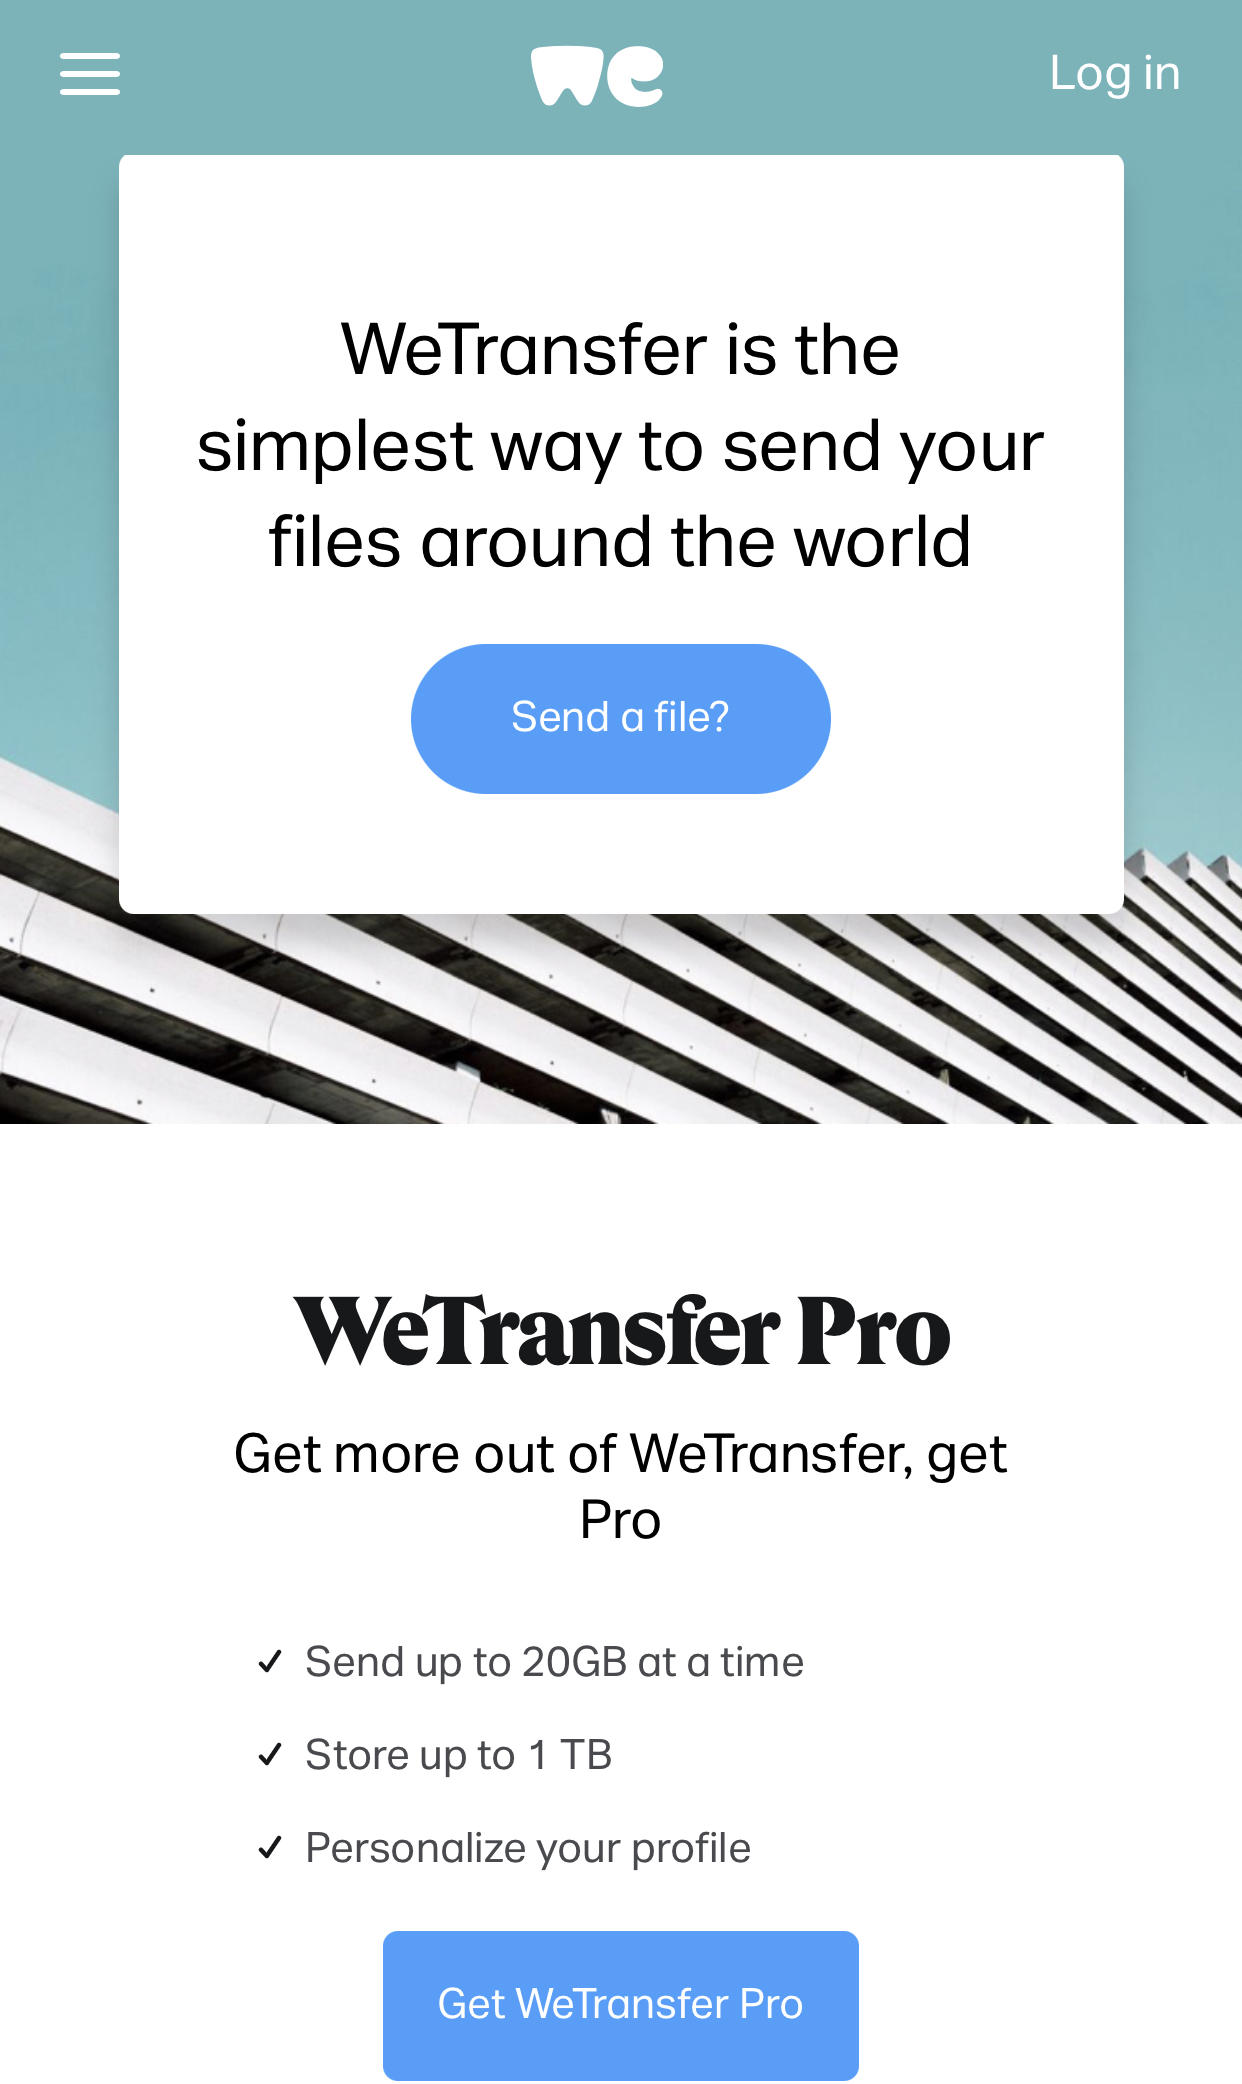 we
Log in
WeTransfer is the
simplest way to send your
files around the world
Send a file?
WeTransfer Pro
Get more out of WeTransfer, get
Pro
Send up to 20GB at a time
Store up to 1 TB
Personalize your profile
Get WeTransfer Pro